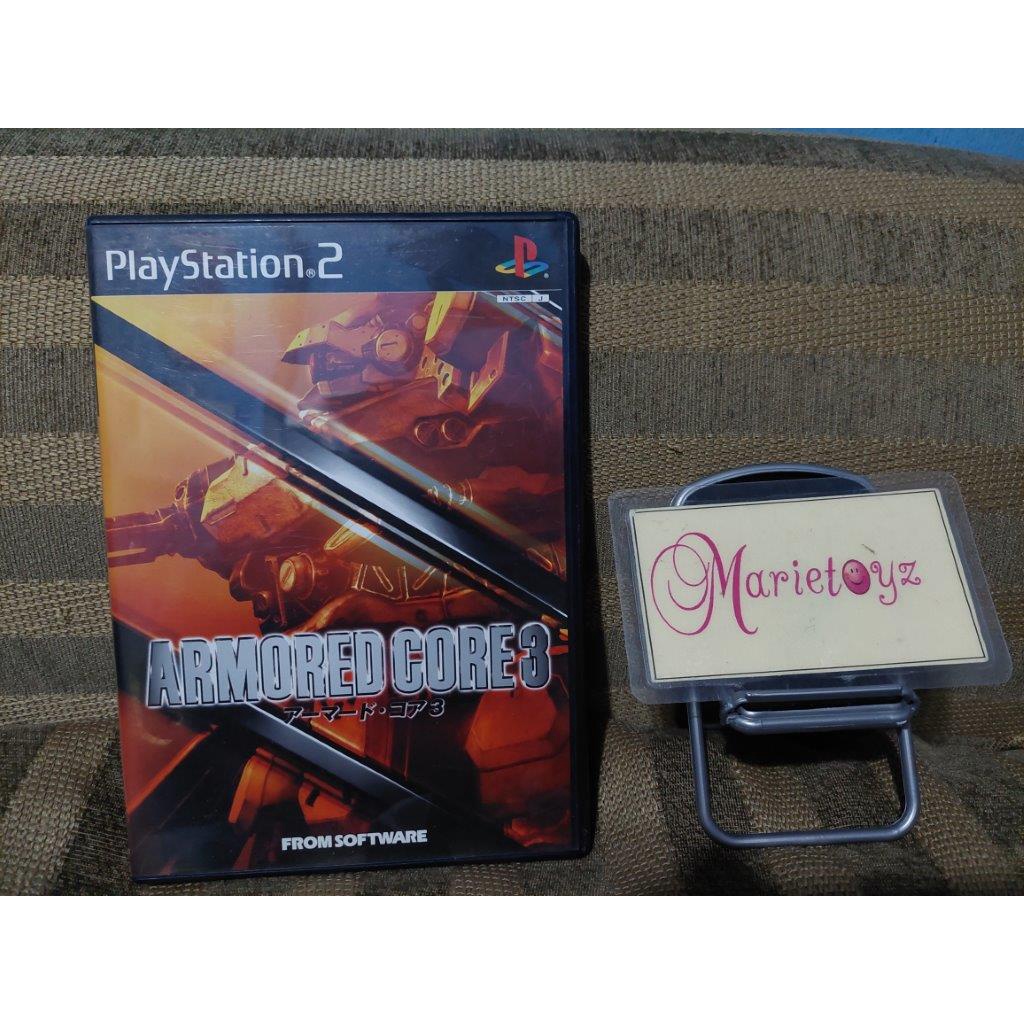 PlayStation®2
NTSC J
ARMORED CORE 3
アーマード・コア3
FROM SOFTWARE
Marietoyz